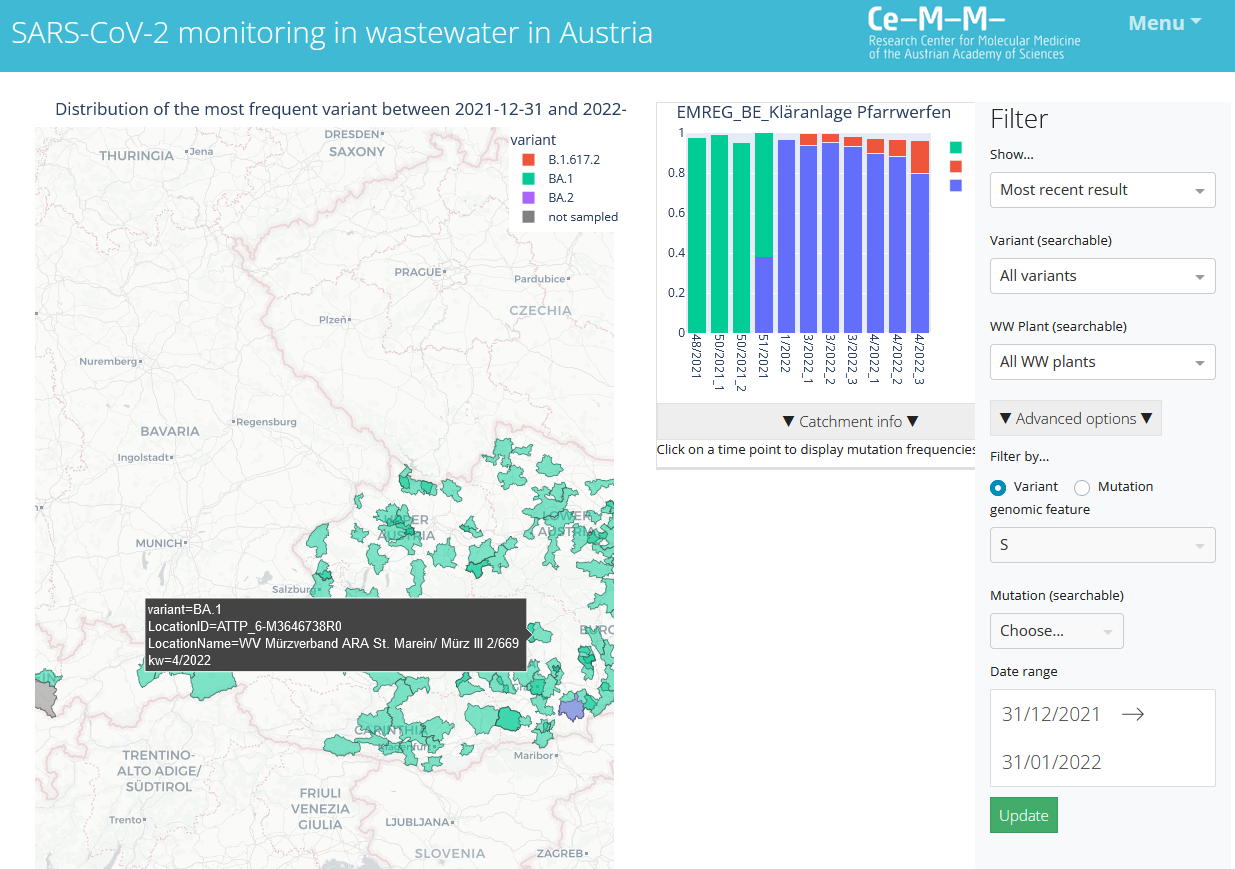 SARS-CoV-2 monitoring in wastewater in Austria
Ce–M–M–
Research Center for Molecular Medicine
of the Austrian Academy of Sciences
Menu
Distribution of the most frequent variant between 2021-12-31 and 2022-
variant
B.1.617.2
BA.1
BA.2
not sampled
DRESDEN
SAXONY
THURINGIA
Jena
PRAGUE
Pardubice
CZECHIA
Plzeň
Nuremberg
BAVARIA
Regensburg
Ingolstadt
UPPER
AUSTRIA
LOWER
AUSTRIA
MUNICH
Salzburg
variant=BA.1
LocationID=ATTP_6-M3646738R0
LocationName=WV Mürzverband ARA St. Marein/ Mürz III 2/669
kw=4/2022
BURG
CARINTHIA
Klagenfurt
Maribor
TRENTINO-
ALTO ADIGE/
SÜDTIROL
FRIULI
VENEZIA
GIULIA
Trento
LJUBLJANA
SLOVENIA
ZAGREB
EMREG_BE_Kläranlage Pfarrwerfen
1
0.8
0.6
0.4
0.2
0
48/2021
50/2021_1
50/2021_2
51/2021
1/2022
3/2022_1
3/2022_2
3/2022_3
4/2022_1
4/2022_2
4/2022_3
▼ Catchment info ▼
Click on a time point to display mutation frequencies
Filter
Show...
Most recent result
Variant (searchable)
All variants
WW Plant (searchable)
All WW plants
▼ Advanced options ▼
Filter by...
Variant Mutation
genomic feature
S
Mutation (searchable)
Choose...
Date range
31/12/2021 →
31/01/2022
Update